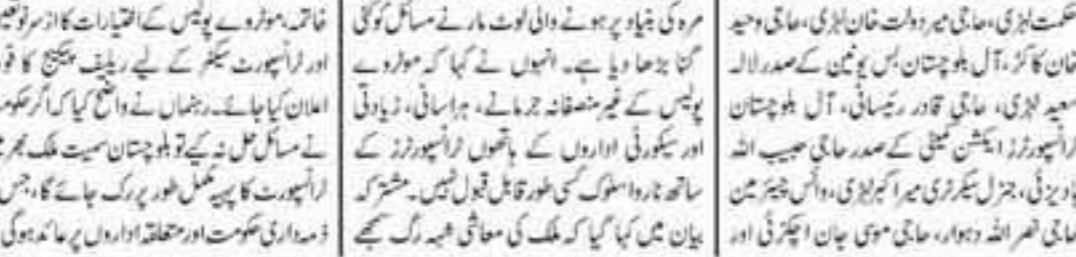 حکمت لہڑی، حاجی میر دولت خان لہڑی، حاجی وحید
خان کاکڑ، آل بلوچستان بس یونین کے صدر لالہ
سعید لہڑی، حاجی قادر رئیسانی، آل بلوچستان
ٹرانسپورٹرز ایکشن کمیٹی کے صدر حاجی حبیب اللہ
بادیزئی، جنرل سیکرٹری میر اکبر لہڑی، وائس چیئرمین
حاجی نصر اللہ دہوار، حاجی موسی جان اچکزئی اور
مرہ کی بنیاد پر ہونے والی لوٹ مار نے مسائل کو کئی
گنا بڑھا دیا ہے۔ انہوں نے کہا کہ موٹروے
پولیس کے غیر منصفانہ جرمانے، ہراسانی، زیادتی
اور سیکورٹی اداروں کے ہاتھوں ٹرانسپورٹرز کے
ساتھ ناروا سلوک کسی طور قابل قبول نہیں۔ مشترکہ
بیان میں کہا گیا کہ ملک کی معاشی شہ رگ سمجھے
خاتمہ، موٹروے پولیس کے اختیارات کا ازسرنو
اور ٹرانسپورٹ سیکٹر کے لیے ریلیف پیکیج کا
اعلان کیا جائے۔ رہنماں نے واضح کیا کہ اگر
نے مسائل حل نہ کیے تو بلوچستان سمیت ملک بھر
ٹرانسپورٹ کا پہیہ مکمل طور پر رک جائے گا، جس
ذمہ داری حکومت اور متعلقہ اداروں پر عائد ہوگی